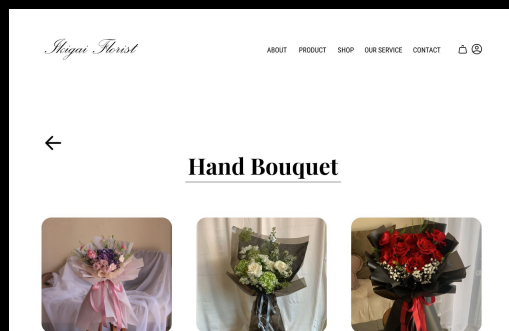 Ikigai Florist
ABOUT PRODUCT SHOP OUR SERVICE CONTACT
Hand Bouquet